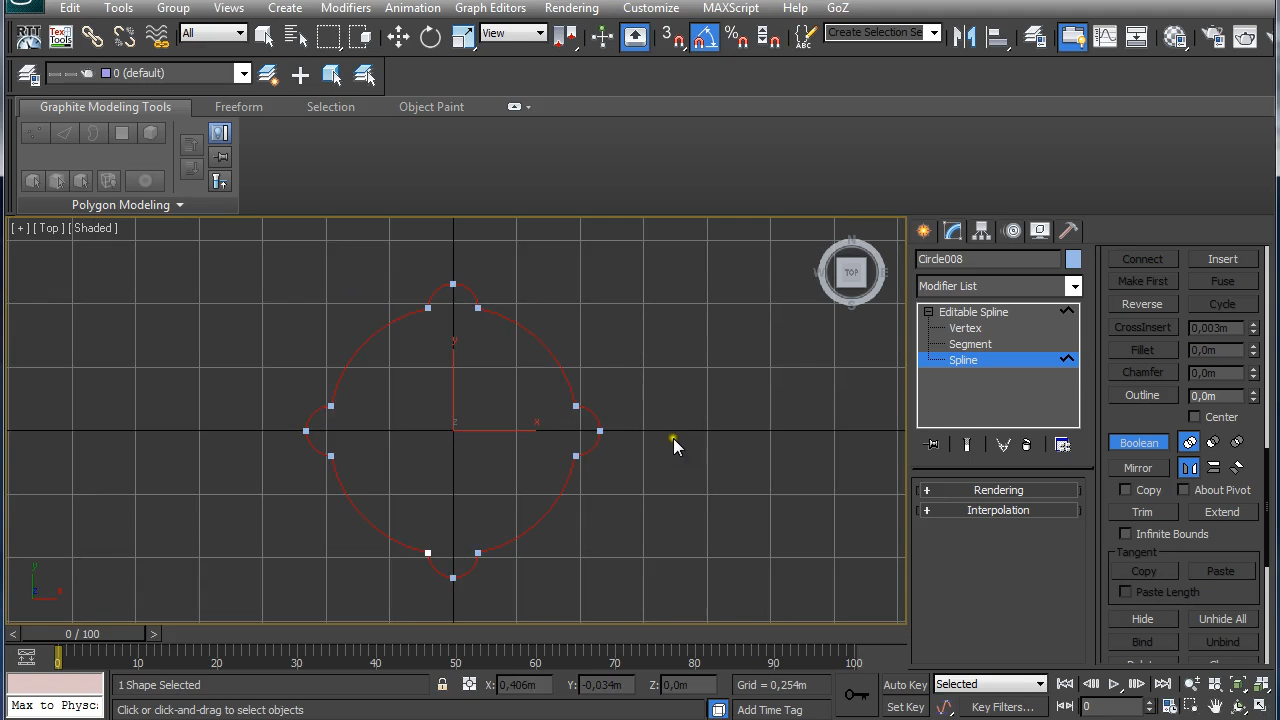 Edit Tools Group Views Create Modifiers Animation Graph Editors Rendering Customize MAXScript Help GoZ
RTT Tex Tools All View 3 % Create Selection Se
0 (default)
Graphite Modeling Tools Freeform Selection Object Paint
Polygon Modeling
[ + ] [ Top ] [ Shaded ]
N
W TOP E
S
y
z x
y
z x
Circle008
Modifier List
Editable Spline
Vertex
Segment
Spline
Rendering
Interpolation
Connect Insert
Make First Fuse
Reverse Cycle
CrossInsert 0,003m
Fillet 0,0m
Chamfer 0,0m
Outline 0,0m
Center
Boolean
Mirror
Copy About Pivot
Trim Extend
Infinite Bounds
Tangent
Copy Paste
Paste Length
Hide Unhide All
Bind Unbind
< 0 / 100 >
0 10 20 30 40 50 60 70 80 90 100
1 Shape Selected X: 0,406m Y: -0,034m Z: 0,0m Grid = 0,254m Auto Key Selected
Max to Physc: Click or click-and-drag to select objects Add Time Tag Set Key Key Filters... 0